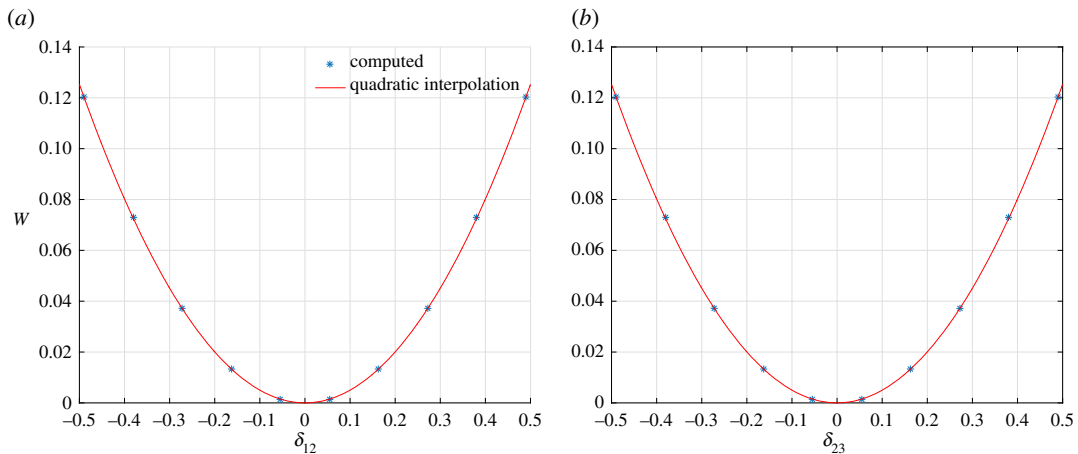 (a) (b)
0.14 0.14
computed
quadratic interpolation
0.12 0.12
0.10 0.10
0.08 0.08
W
0.06 0.06
0.04 0.04
0.02 0.02
0 0
–0.5 –0.4 –0.3 –0.2 –0.1 0 0.1 0.2 0.3 0.4 0.5 –0.5 –0.4 –0.3 –0.2 –0.1 0 0.1 0.2 0.3 0.4 0.5
δ12 δ23